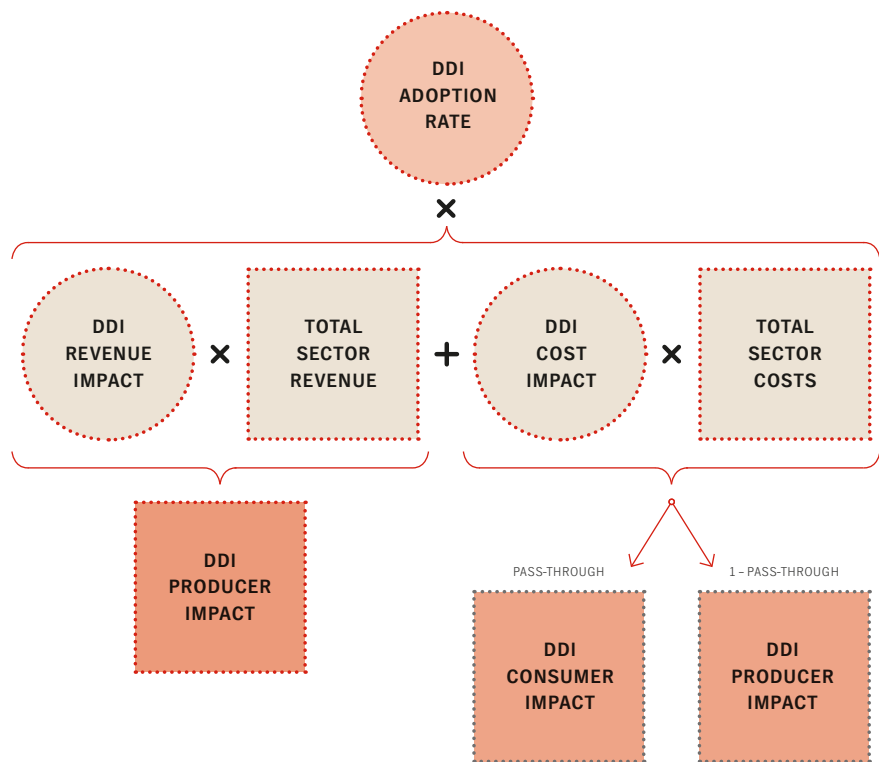 DDI
ADOPTION
RATE
×
DDI
REVENUE
IMPACT
×
TOTAL
SECTOR
REVENUE
+
DDI
COST
IMPACT
×
TOTAL
SECTOR
COSTS
DDI
PRODUCER
IMPACT
PASS-THROUGH
1 – PASS-THROUGH
DDI
CONSUMER
IMPACT
DDI
PRODUCER
IMPACT